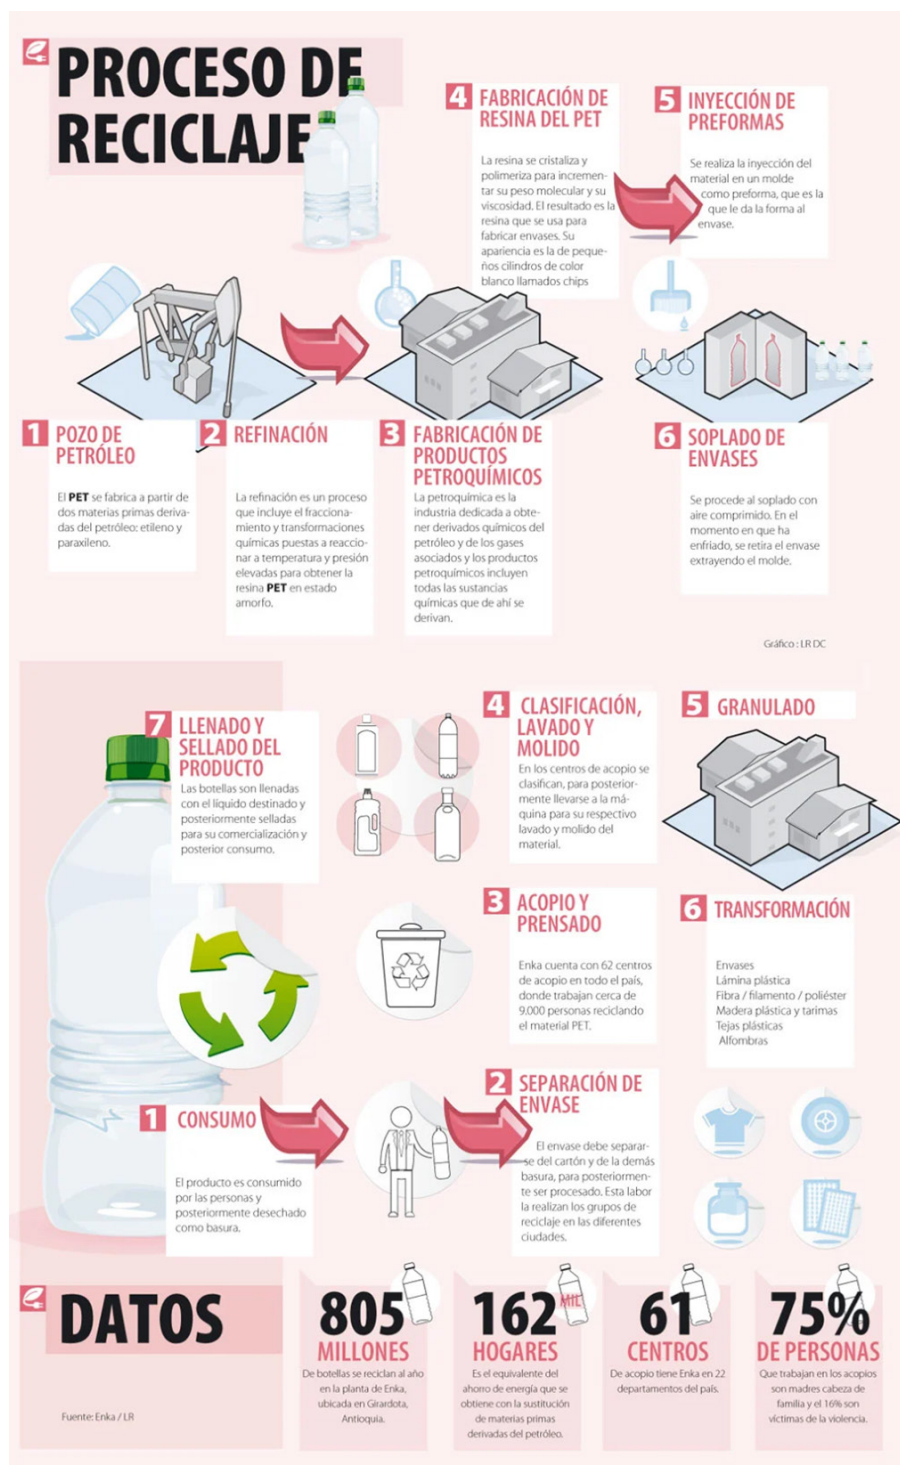 PROCESO DE
RECICLAJE
4 FABRICACIÓN DE
RESINA DEL PET
La resina se cristaliza y
polimeriza para incremen-
tar su peso molecular y su
viscosidad. El resultado es la
resina que se usa para
fabricar envases. Su
apariencia es la de peque-
ños cilindros de color
blanco llamados chips
5 INYECCIÓN DE
PREFORMAS
Se realiza la inyección del
material en un molde
como preforma, que es la
que le da la forma al
envase.
1 POZO DE
PETRÓLEO
El PET se fabrica a partir de
dos materias primas deriva-
das del petróleo: etileno y
paraxileno.
2 REFINACIÓN
La refinación es un proceso
que incluye el fracciona-
miento y transformaciones
químicas puestas a reaccio-
nar a temperatura y presión
elevadas para obtener la
resina PET en estado
amorfo.
3 FABRICACIÓN DE
PRODUCTOS
PETROQUÍMICOS
La petroquímica es la
industria dedicada a obte-
ner derivados químicos del
petróleo y de los gases
asociados y los productos
petroquímicos incluyen
todas las sustancias
químicas que de ahí se
derivan.
6 SOPLADO DE
ENVASES
Se procede al soplado con
aire comprimido. En el
momento en que ha
enfriado, se retira el envase
extrayendo el molde.
Gráfico : LR DC
7 LLENADO Y
SELLADO DEL
PRODUCTO
Las botellas son llenadas
con el líquido destinado y
posteriormente selladas
para su comercialización y
posterior consumo.
4 CLASIFICACIÓN,
LAVADO Y
MOLIDO
En los centros de acopio se
clasifican, para posterior-
mente llevarse a la má-
quina para su respectivo
lavado y molido del
material.
5 GRANULADO
3 ACOPIO Y
PRENSADO
Enka cuenta con 62 centros
de acopio en todo el país,
donde trabajan cerca de
9.000 personas reciclando
el material PET.
6 TRANSFORMACIÓN
Envases
Lámina plástica
Fibra / filamento / poliéster
Madera plástica y tarimas
Tejas plásticas
Alfombras
1 CONSUMO
El producto es consumido
por las personas y
posteriormente desechado
como basura.
2 SEPARACIÓN DE
ENVASE
El envase debe separar-
se del cartón y de la demás
basura, para posteriormen-
te ser procesado. Esta labor
la realizan los grupos de
reciclaje en las diferentes
ciudades.
DATOS
Fuente: Enka / LR
805
MILLONES
De botellas se reciclan al año
en la planta de Enka,
ubicada en Girardota,
Antioquia.
162 MIL
HOGARES
Es el equivalente del
ahorro de energía que se
obtiene con la sustitución
de materias primas
derivadas del petróleo.
61
CENTROS
De acopio tiene Enka en 22
departamentos del país.
75%
DE PERSONAS
Que trabajan en los acopios
son madres cabeza de
familia y el 16% son
víctimas de la violencia.